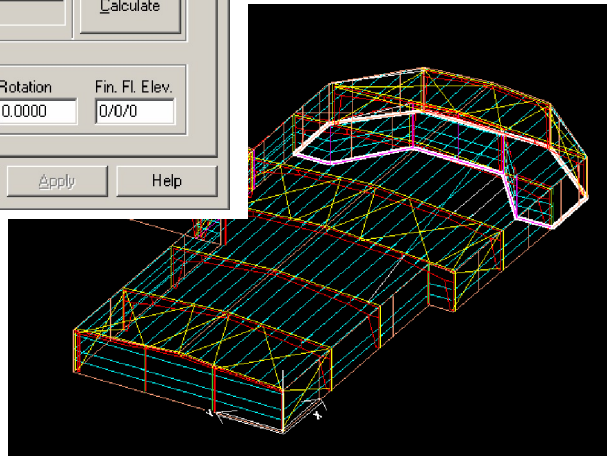 Calculate
Rotation Fin. Fl. Elev.
0.0000 0/0/0
Apply Help
X